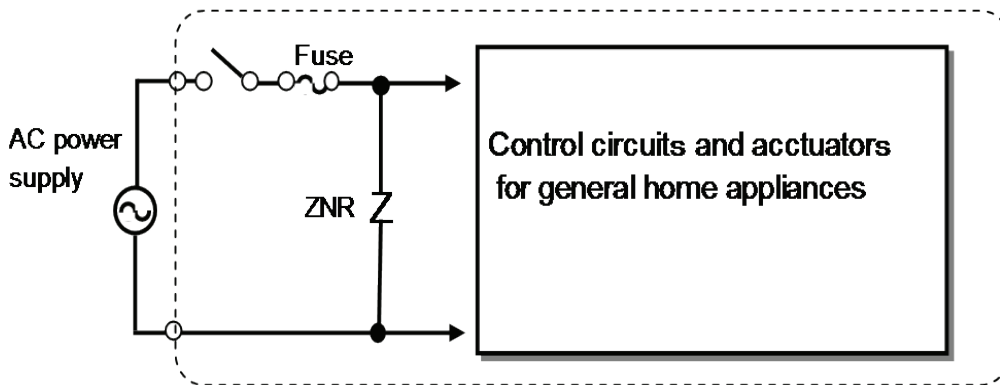 Fuse
AC power
supply
Control circuits and acctuators
for general home appliances
ZNR